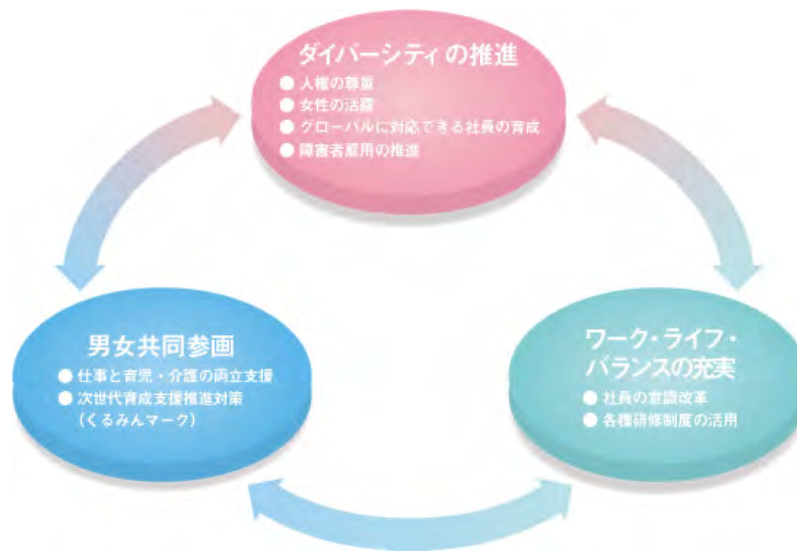 ダイバーシティの推進
● 人権の尊重
● 女性の活躍
● グローバルに対応できる社員の育成
● 障害者雇用の推進
男女共同参画
● 仕事と育児・介護の両立支援
● 次世代育成支援推進対策
(くるみんマーク)
ワーク・ライフ・
バランスの充実
● 社員の意識改革
● 各種研修制度の活用